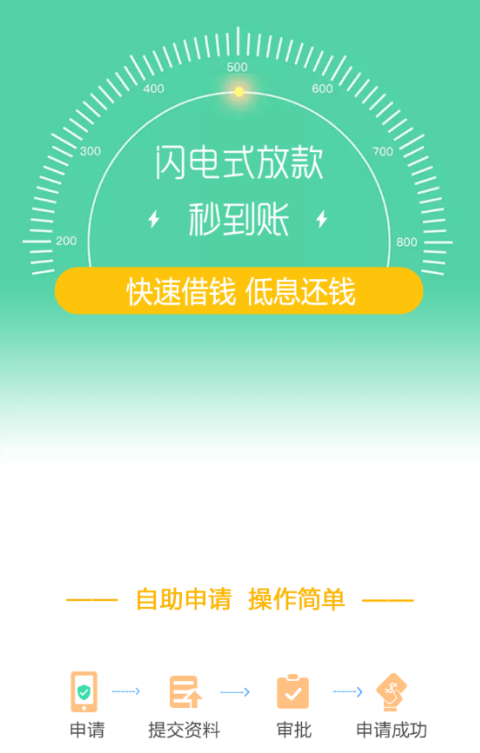 500
400 600
300 700
闪电式放款
秒到账
200 800
快速借钱 低息还钱
自助申请 操作简单
申请 提交资料 审批 申请成功